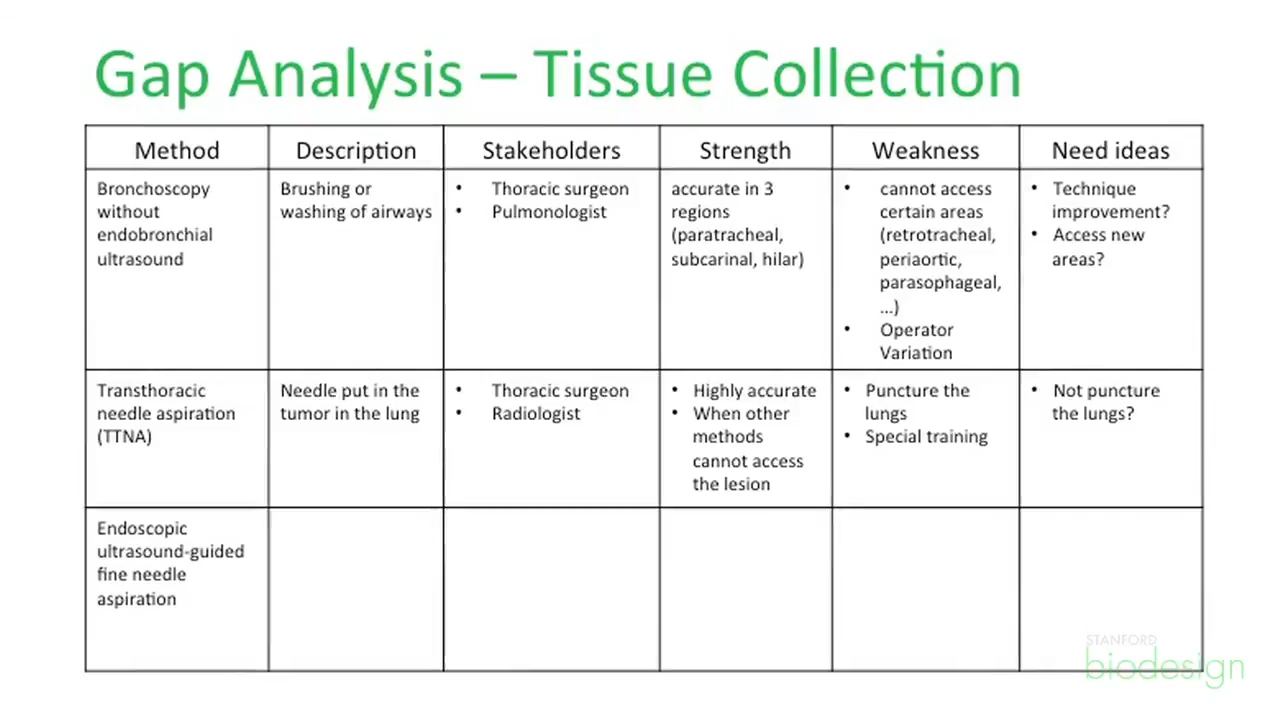 Gap Analysis – Tissue Collection
Method
Description
Stakeholders
Strength
Weakness
Need ideas
Bronchoscopy
without
endobronchial
ultrasound
Brushing or
washing of airways
• Thoracic surgeon
• Pulmonologist
accurate in 3
regions
(paratracheal,
subcarinal, hilar)
• cannot access
certain areas
(retrotracheal,
periaortic,
parasophageal,
...)
• Operator
Variation
• Technique
improvement?
• Access new
areas?
Transthoracic
needle aspiration
(TTNA)
Needle put in the
tumor in the lung
• Thoracic surgeon
• Radiologist
• Highly accurate
• When other
methods
cannot access
the lesion
• Puncture the
lungs
• Special training
• Not puncture
the lungs?
Endoscopic
ultrasound-guided
fine needle
aspiration
STANFORD
biodesign